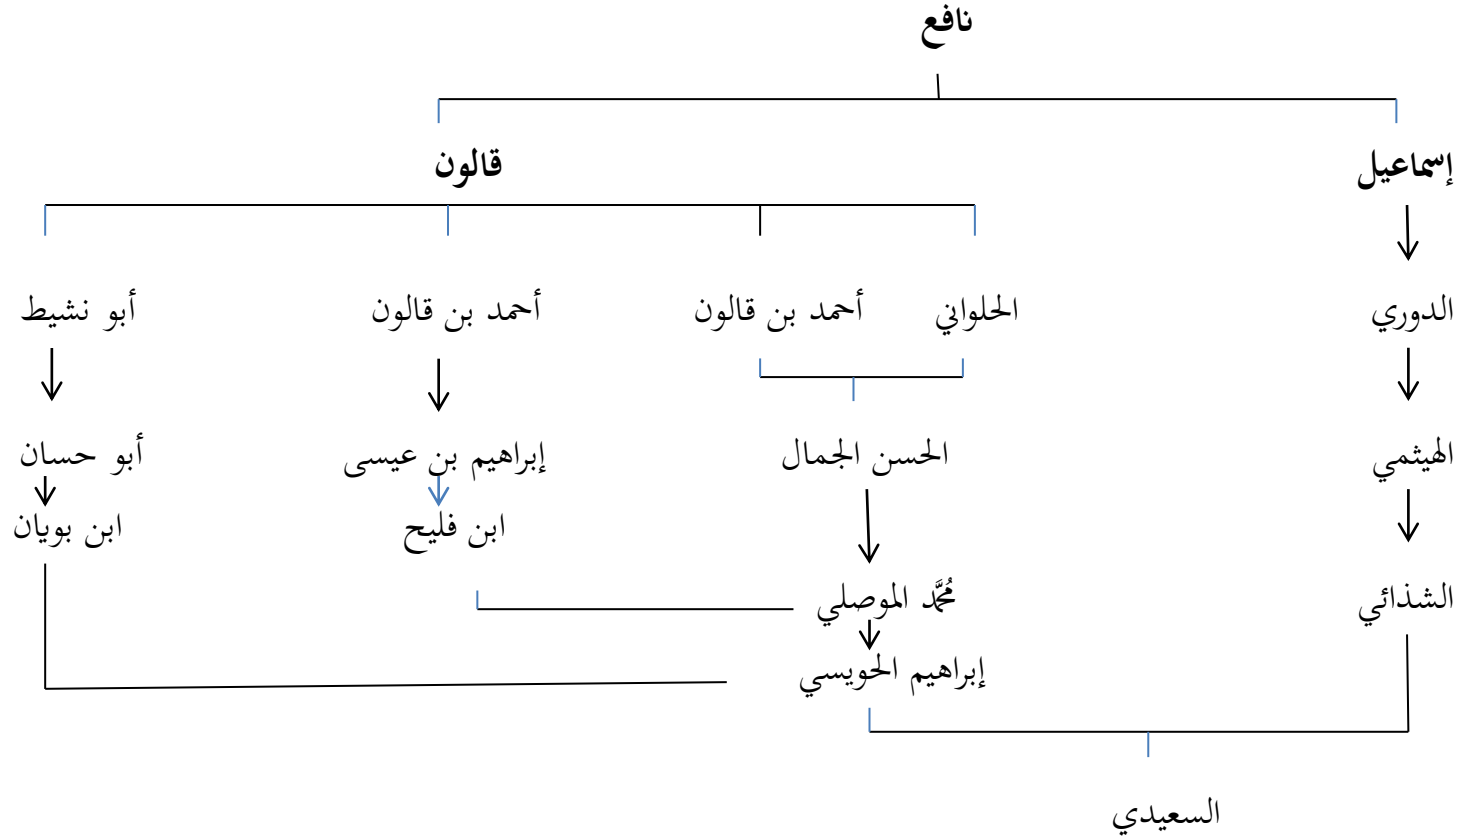 نافع
إسماعيل
قالون
الدوري
الحلواني
أحمد بن قالون
أحمد بن قالون
أبو نشيط
الهيثمي
الحسن الجمال
إبراهيم بن عيسى
أبو حسان
ابن فليح
ابن بويان
الشذائي
مُحَمَّد الموصلي
إبراهيم الحويسي
السعيدي